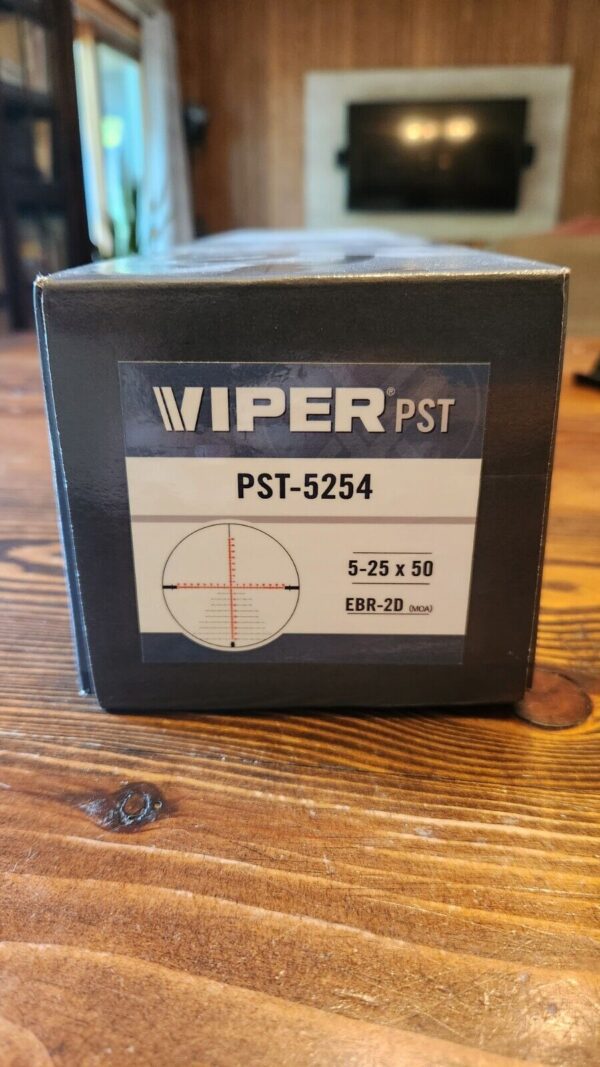 VIPER® PST
PST-5254
5-25 x 50
EBR-2D (MOA)